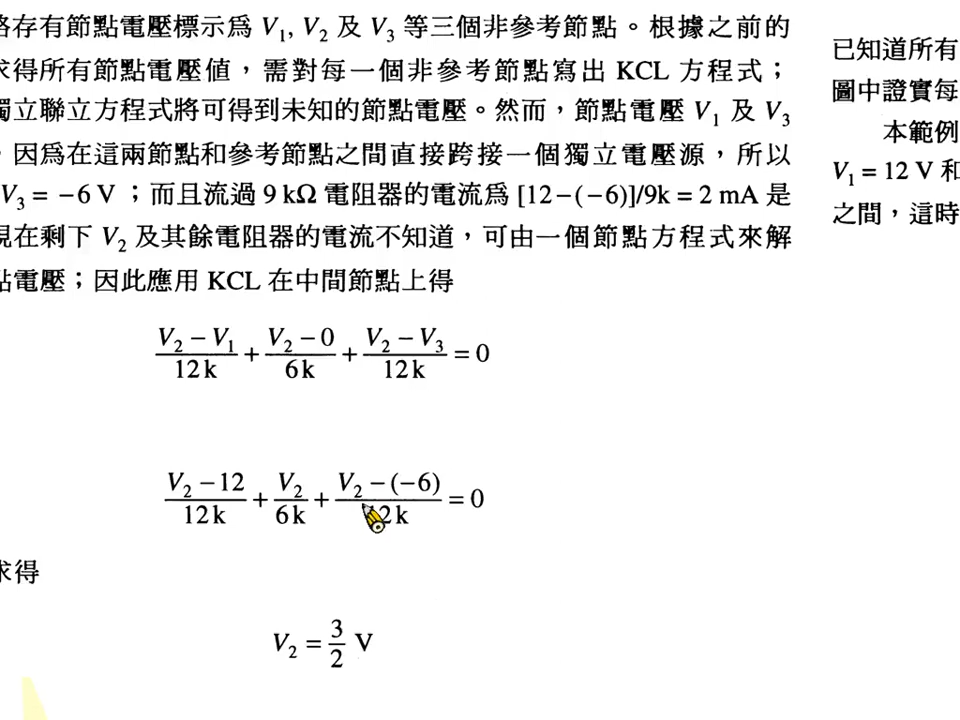 存有節點電壓標示為 V1, V2 及 V3 等三個非參考節點。根據之前的
求得所有節點電壓值，需對每一個非參考節點寫出 KCL 方程式；
獨立聯立方程式將可得到未知的節點電壓。然而，節點電壓 V1 及 V3
，因為在這兩節點和參考節點之間直接跨接一個獨立電壓源，所以
V3 = −6 V ；而且流過 9 kΩ 電阻器的電流為 [12−(−6)]/9k = 2 mA 是
現在剩下 V2 及其餘電阻器的電流不知道，可由一個節點方程式來解
點電壓；因此應用 KCL 在中間節點上得
(V2 − V1)/12k + (V2 − 0)/6k + (V2 − V3)/12k = 0
(V2 − 12)/12k + V2/6k + (V2 − (−6))/12k = 0
求得
V2 = 3/2 V
已知道所有
圖中證實每
本範例
V1 = 12 V 和
之間，這時